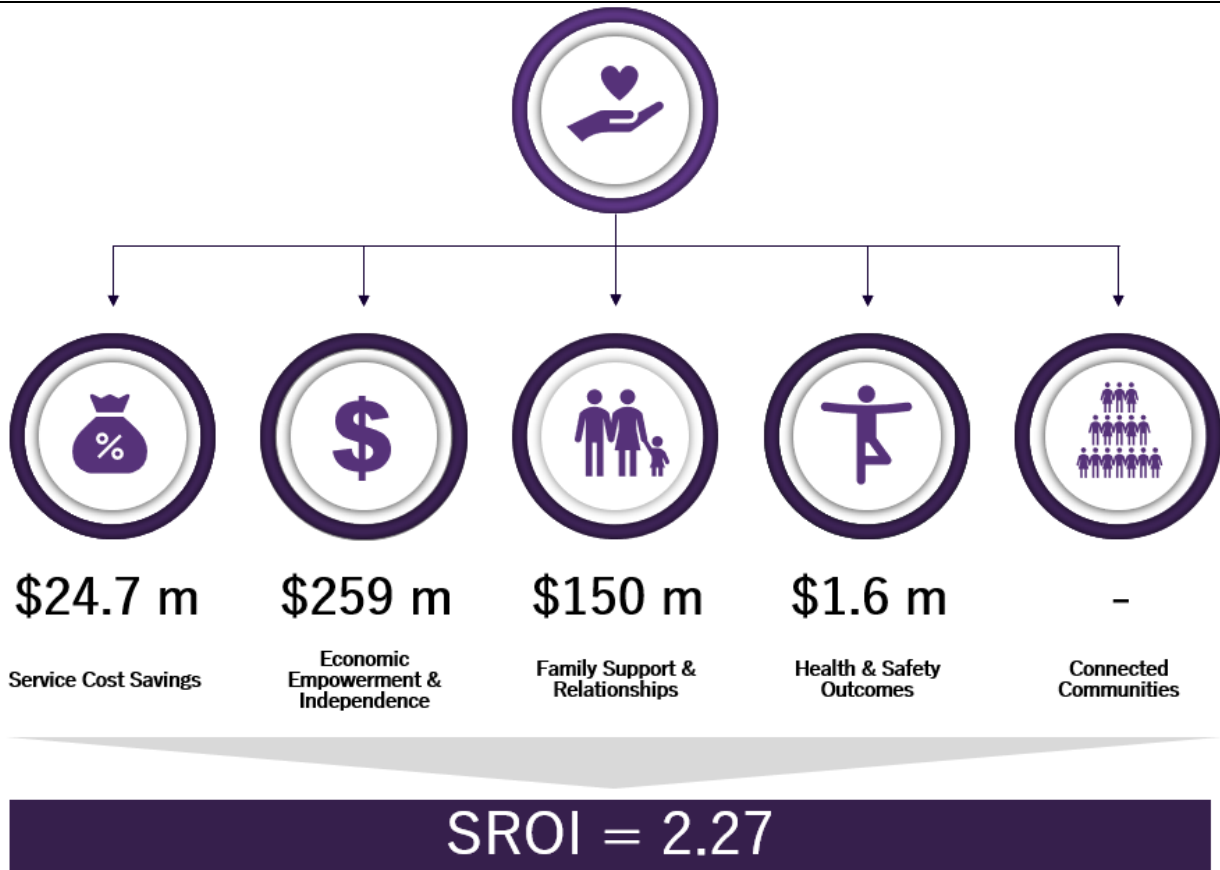 %
$
$24.7 m
$259 m
$150 m
$1.6 m
-
Service Cost Savings
Economic
Empowerment &
Independence
Family Support &
Relationships
Health & Safety
Outcomes
Connected
Communities
SROI = 2.27